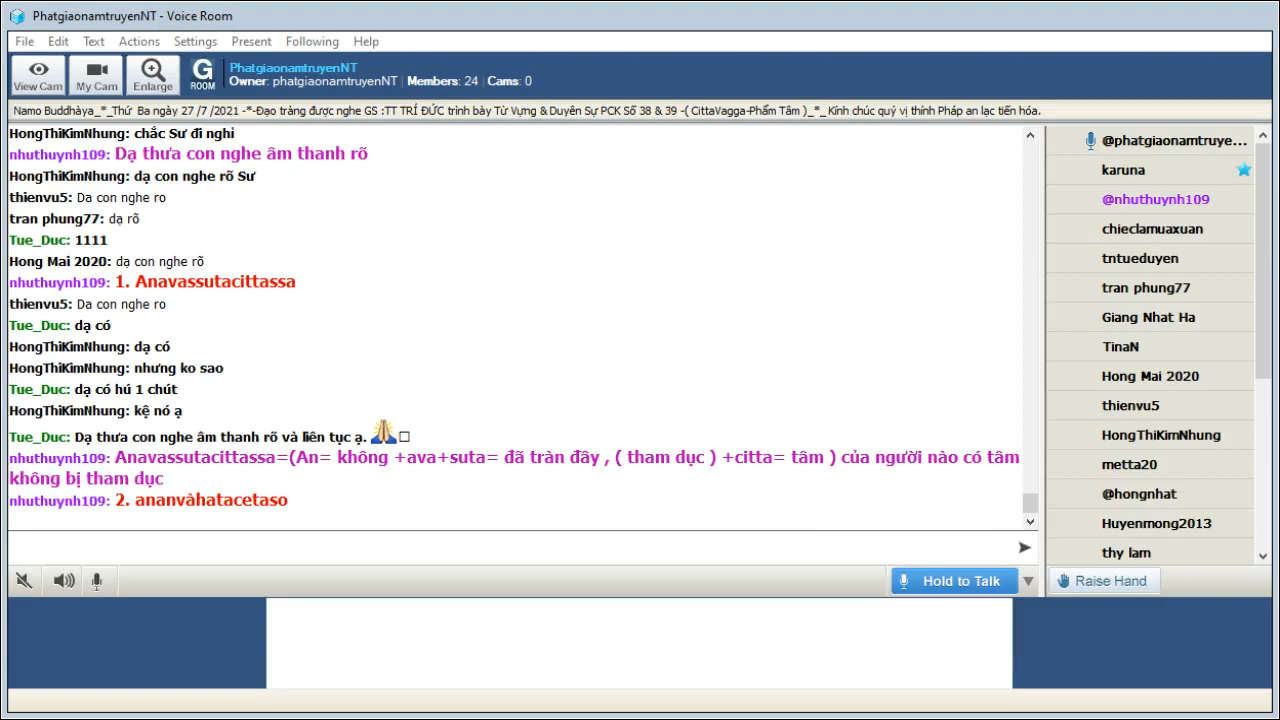 PhatgiaonamtruyenNT - Voice Room
File Edit Text Actions Settings Present Following Help
View Cam My Cam Enlarge G ROOM
PhatgiaonamtruyenNT
Owner: phatgiaonamtruyenNT | Members: 24 | Cams: 0
Namo Buddhàya_*_Thứ Ba ngày 27 /7 /2021 -*-Đạo tràng được nghe GS :TT TRÍ ĐỨC trình bày Từ Vựng & Duyên Sự PCK Số 38 & 39 -( CittaVagga-Phẩm Tâm )_*_ Kính chúc quý vị thính Pháp an lạc tiến hóa.
HongThiKimNhung: chắc Sư đi nghỉ
nhuthuynh109: Dạ thưa con nghe âm thanh rõ
HongThiKimNhung: dạ con nghe rõ Sư
thienvu5: Da con nghe ro
tran phung77: dạ rõ
Tue_Duc: 1111
Hong Mai 2020: dạ con nghe rõ
nhuthuynh109: 1. Anavassutacittassa
thienvu5: Da con nghe ro
Tue_Duc: dạ có
HongThiKimNhung: dạ có
HongThiKimNhung: nhưng ko sao
Tue_Duc: dạ có hú 1 chút
HongThiKimNhung: kệ nó ạ
Tue_Duc: Dạ thưa con nghe âm thanh rõ và liên tục ạ.
nhuthuynh109: Anavassutacittassa=(An= không +ava+suta= đã tràn đầy , ( tham dục ) +citta= tâm ) của người nào có tâm
không bị tham dục
nhuthuynh109: 2. ananvàhatacetaso
@phatgiaonamtruye...
karuna
@nhuthuynh109
chieclamuaxuan
tntueduyen
tran phung77
Giang Nhat Ha
TinaN
Hong Mai 2020
thienvu5
HongThiKimNhung
metta20
@hongnhat
Huyenmong2013
thy lam
Hold to Talk
Raise Hand